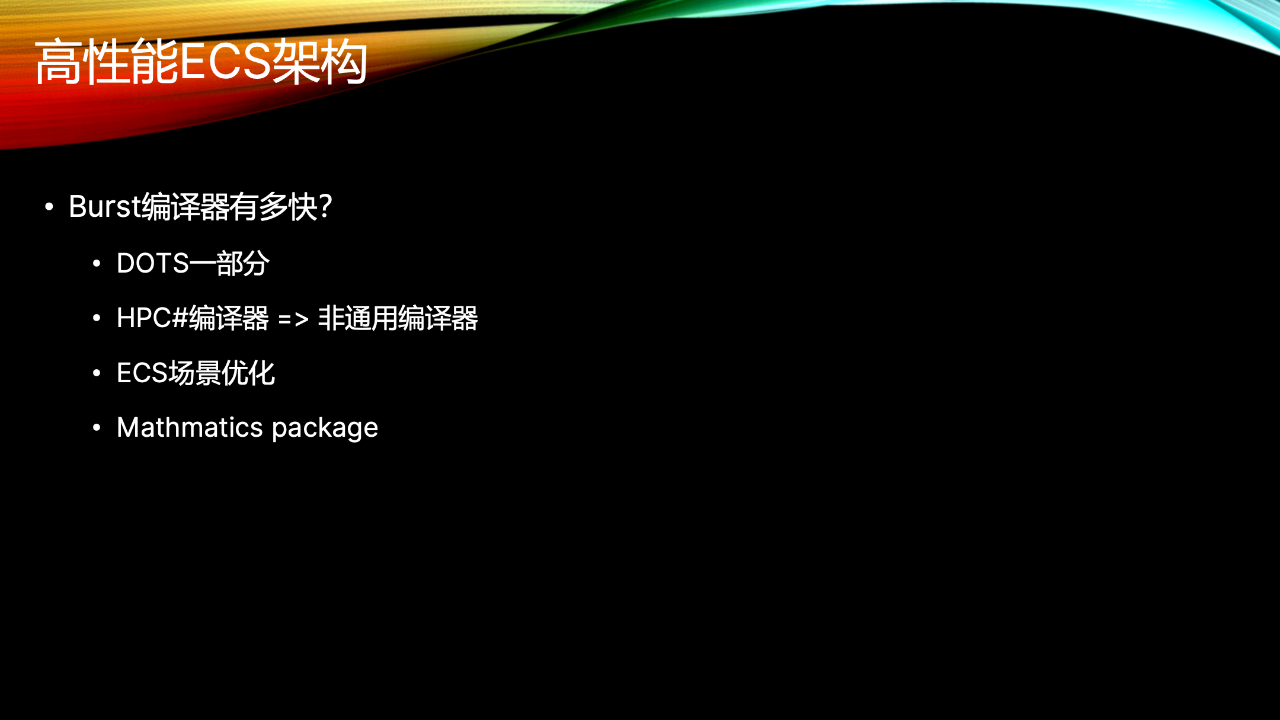 高性能ECS架构
• Burst编译器有多快?
• DOTS一部分
• HPC#编译器 => 非通用编译器
• ECS场景优化
• Mathmatics package